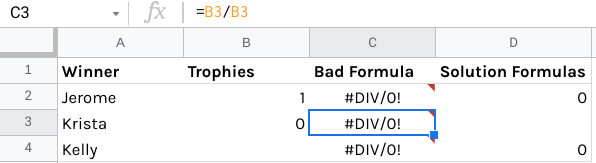 C3 fx =B3/B3
A B C D
1 Winner Trophies Bad Formula Solution Formulas
2 Jerome 1 #DIV/0! 0
3 Krista 0 #DIV/0!
4 Kelly #DIV/0! 0